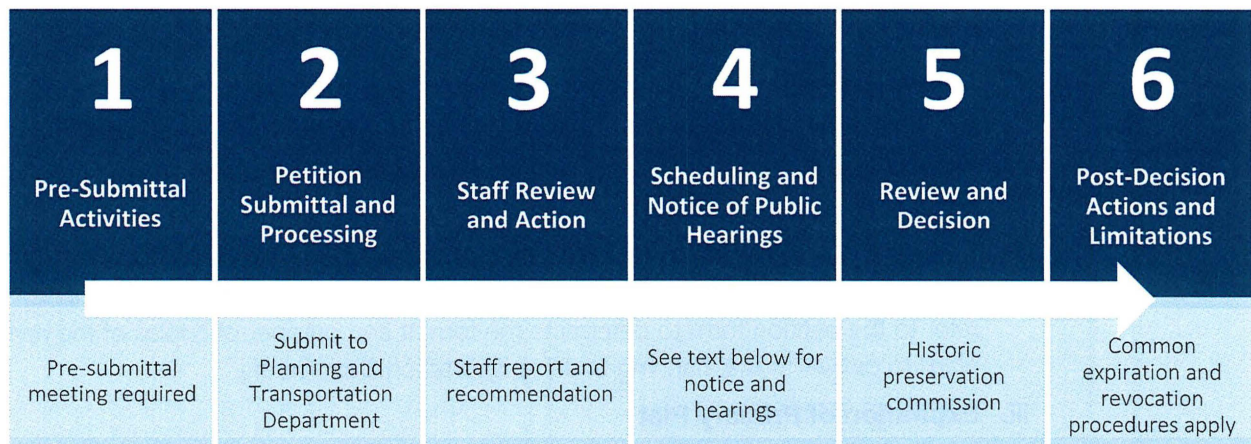 1
Pre-Submittal
Activities
2
Petition
Submittal and
Processing
3
Staff Review
and Action
4
Scheduling and
Notice of Public
Hearings
5
Review and
Decision
6
Post-Decision
Actions and
Limitations
Pre-submittal
meeting required
Submit to
Planning and
Transportation
Department
Staff report and
recommendation
See text below for
notice and
hearings
Historic
preservation
commission
Common
expiration and
revocation
procedures apply